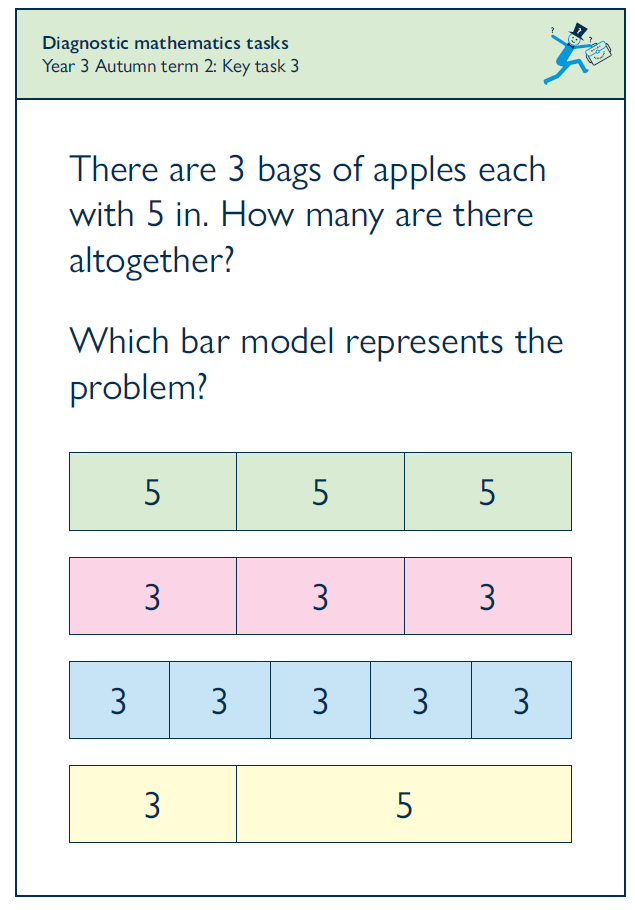 Diagnostic mathematics tasks
Year 3 Autumn term 2: Key task 3
There are 3 bags of apples each
with 5 in. How many are there
altogether?
Which bar model represents the
problem?
5 5 5
3 3 3
3 3 3 3 3
3 5